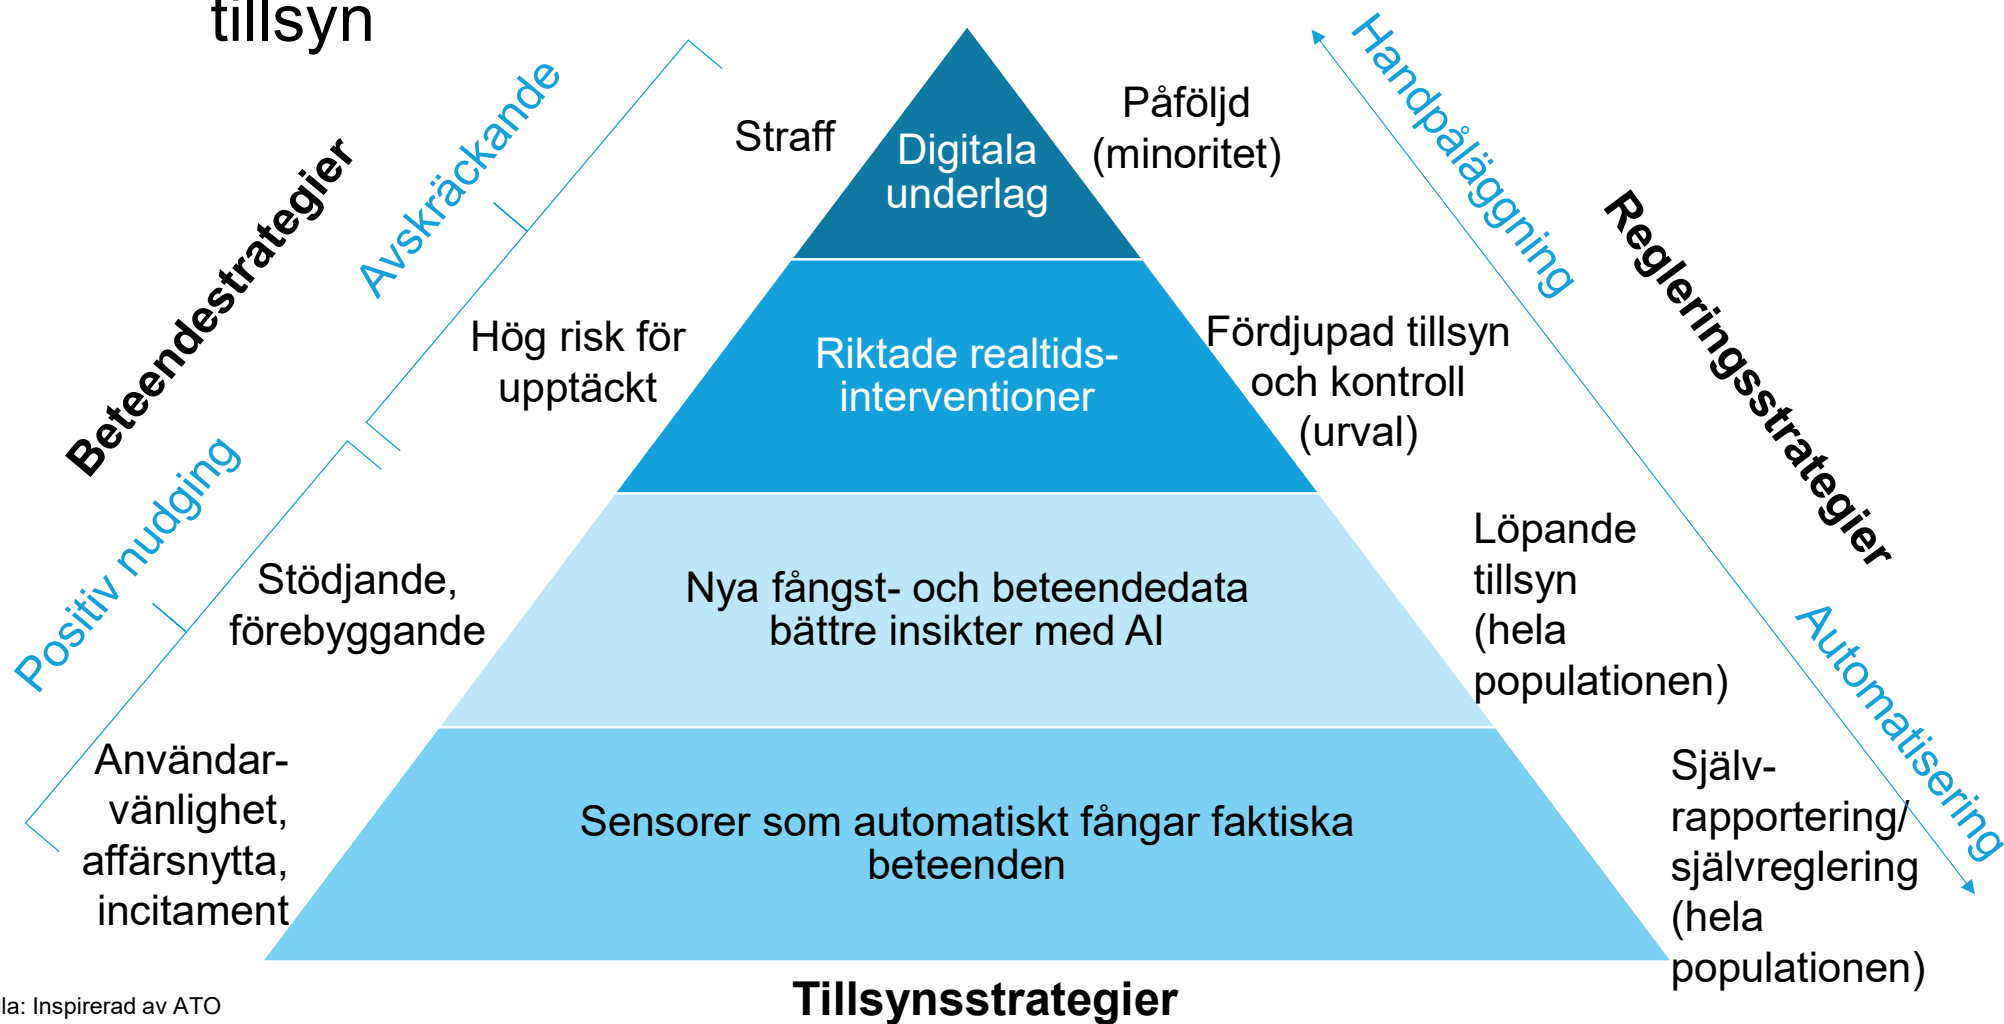 tillsyn
Beteendestrategier
Avskräckande
Positiv nudging
Straff
Digitala
underlag
Påföljd
(minoritet)
Handpåläggning
Regleringsstrategier
Automatisering
Hög risk för
upptäckt
Riktade realtids-
interventioner
Fördjupad tillsyn
och kontroll
(urval)
Stödjande,
förebyggande
Nya fångst- och beteendedata
bättre insikter med AI
Löpande
tillsyn
(hela
populationen)
Användar-
vänlighet,
affärsnytta,
incitament
Sensorer som automatiskt fångar faktiska
beteenden
Själv-
rapportering/
självreglering
(hela
populationen)
Tillsynsstrategier
lla: Inspirerad av ATO